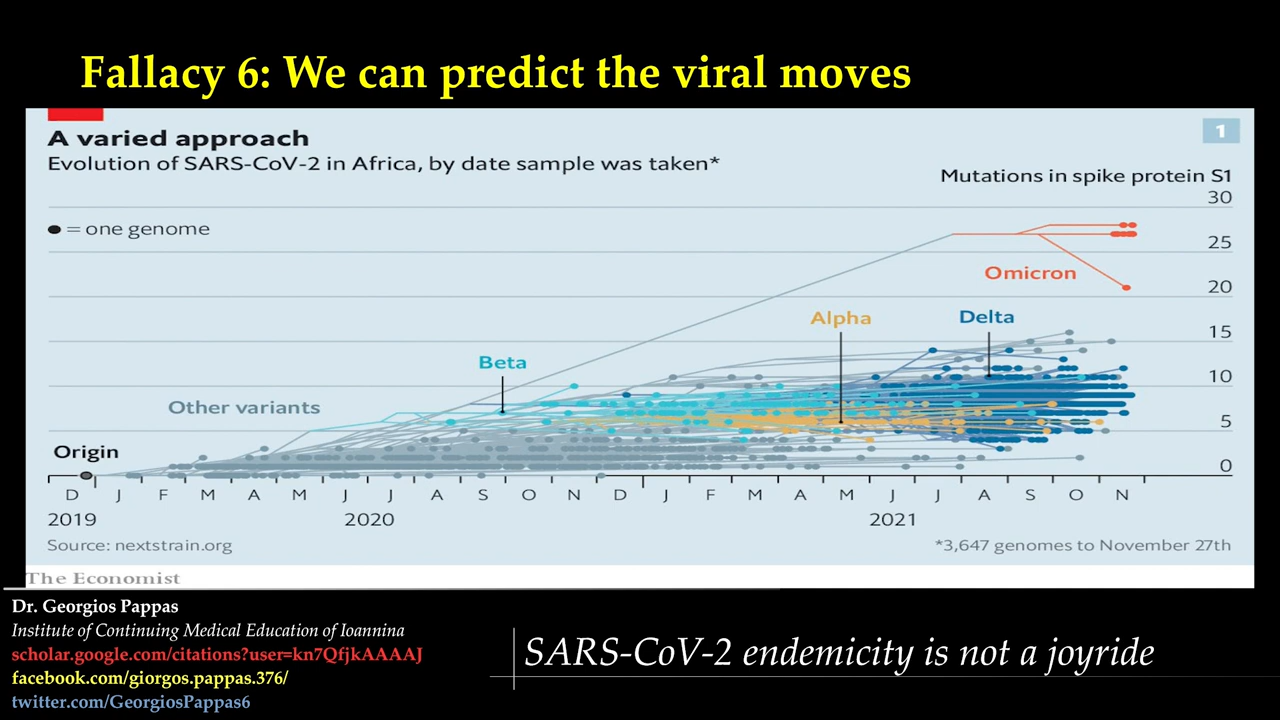 Fallacy 6: We can predict the viral moves
A varied approach
1
Evolution of SARS-CoV-2 in Africa, by date sample was taken*
Mutations in spike protein S1
30
● = one genome
25
Omicron
20
Alpha
Delta
15
Beta
10
Other variants
5
Origin
0
D J F M A M J J A S O N D J F M A M J J A S O N
2019 2020 2021
Source: nextstrain.org
*3,647 genomes to November 27th
The Economist
Dr. Georgios Pappas
Institute of Continuing Medical Education of Ioannina
scholar.google.com/citations?user=kn7QfjkAAAAJ
facebook.com/giorgos.pappas.376/
twitter.com/GeorgiosPappas6
SARS-CoV-2 endemicity is not a joyride